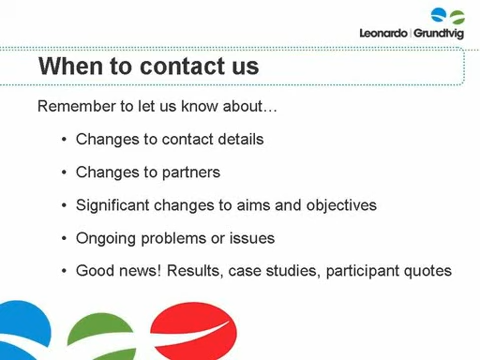 Leonardo | Grundtvig
When to contact us
Remember to let us know about…
• Changes to contact details
• Changes to partners
• Significant changes to aims and objectives
• Ongoing problems or issues
• Good news! Results, case studies, participant quotes